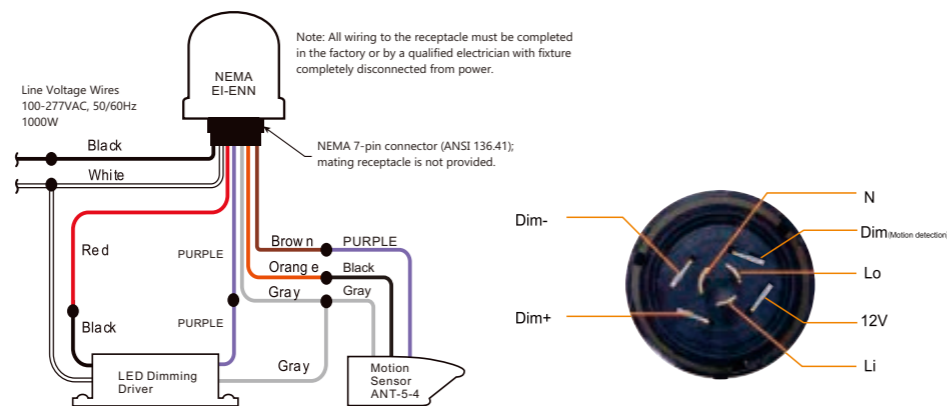 Note: All wiring to the receptacle must be completed
in the factory or by a qualified electrician with fixture
completely disconnected from power.
NEMA
EI-ENN
Line Voltage Wires
100-277VAC, 50/60Hz
1000W
NEMA 7-pin connector (ANSI 136.41);
mating receptacle is not provided.
Black
White
Red
PURPLE
Brown
PURPLE
Orange
Black
Gray
Gray
PURPLE
Black
Gray
LED Dimming
Driver
Motion
Sensor
ANT-5-4
N
Dim-
Dim(Motion detection)
Lo
Dim+
12V
Li